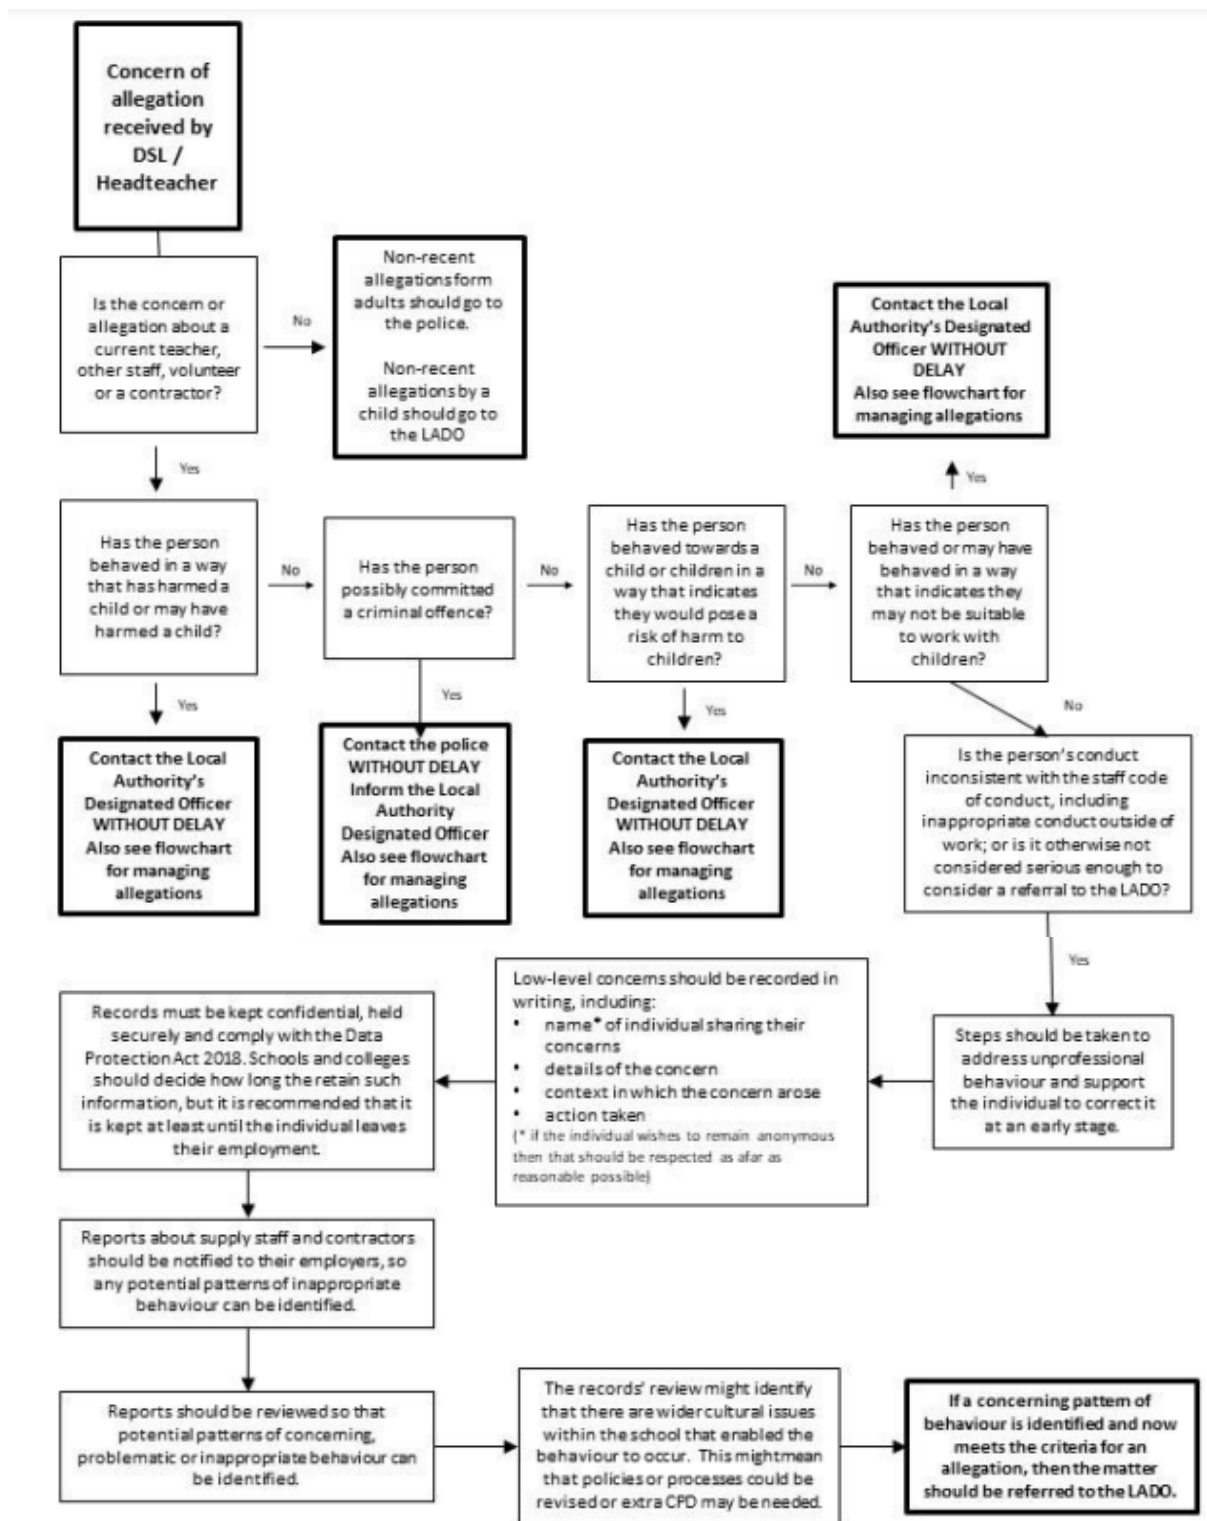 Concern of
allegation
received by
DSL /
Headteacher
Is the concern or
allegation about a
current teacher,
other staff, volunteer
or a contractor?
No
Non-recent
allegations form
adults should go to
the police.
Non-recent
allegations by a
child should go to
the LADO
Contact the Local
Authority's Designated
Officer WITHOUT
DELAY
Also see flowchart for
managing allegations
Yes
Yes
Has the person
behaved in a way
that has harmed a
child or may have
harmed a child?
No
Has the person
possibly committed
a criminal offence?
No
Has the person
behaved towards a
child or children in a
way that indicates
they would pose a
risk of harm to
children?
No
Has the person
behaved or may have
behaved in a way
that indicates they
may not be suitable
to work with
children?
Yes
Yes
Yes
No
Contact the Local
Authority's
Designated Officer
WITHOUT DELAY
Also see flowchart
for managing
allegations
Contact the police
WITHOUT DELAY
Inform the Local
Authority
Designated Officer
Also see flowchart
for managing
allegations
Contact the Local
Authority's
Designated Officer
WITHOUT DELAY
Also see flowchart
for managing
allegations
Is the person's conduct
inconsistent with the staff code
of conduct, including
inappropriate conduct outside of
work; or is it otherwise not
considered serious enough to
consider a referral to the LADO?
Yes
Steps should be taken to
address unprofessional
behaviour and support
the individual to correct it
at an early stage.
Low-level concerns should be recorded in
writing, including:
• name* of individual sharing their
concerns
• details of the concern
• context in which the concern arose
• action taken
(* if the individual wishes to remain anonymous
then that should be respected as afar as
reasonable possible)
Records must be kept confidential, held
securely and comply with the Data
Protection Act 2018. Schools and colleges
should decide how long the retain such
information, but it is recommended that it
is kept at least until the individual leaves
their employment.
Reports about supply staff and contractors
should be notified to their employers, so
any potential patterns of inappropriate
behaviour can be identified.
Reports should be reviewed so that
potential patterns of concerning,
problematic or inappropriate behaviour can
be identified.
The records' review might identify
that there are wider cultural issues
within the school that enabled the
behaviour to occur. This mightmean
that policies or processes could be
revised or extra CPD may be needed.
If a concerning pattern of
behaviour is identified and now
meets the criteria for an
allegation, then the matter
should be referred to the LADO.